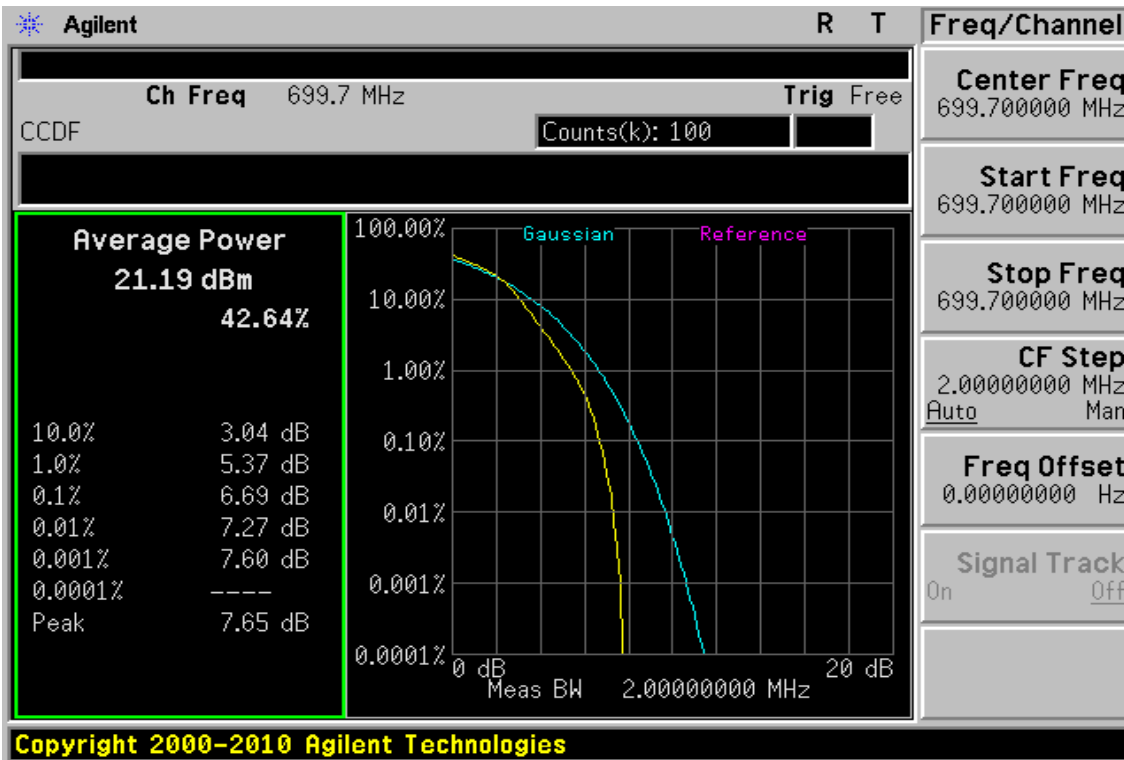 Agilent R T
Ch Freq 699.7 MHz Trig Free
CCDF Counts(k): 100
Average Power
21.19 dBm
42.64%
10.0% 3.04 dB
1.0% 5.37 dB
0.1% 6.69 dB
0.01% 7.27 dB
0.001% 7.60 dB
0.0001% ----
Peak 7.65 dB
Gaussian Reference
100.00%
10.00%
1.00%
0.10%
0.01%
0.001%
0.0001%
0 dB 20 dB
Meas BW 2.00000000 MHz
Freq/Channel
Center Freq
699.700000 MHz
Start Freq
699.700000 MHz
Stop Freq
699.700000 MHz
CF Step
2.00000000 MHz
Auto Man
Freq Offset
0.00000000 Hz
Signal Track
On Off
Copyright 2000-2010 Agilent Technologies